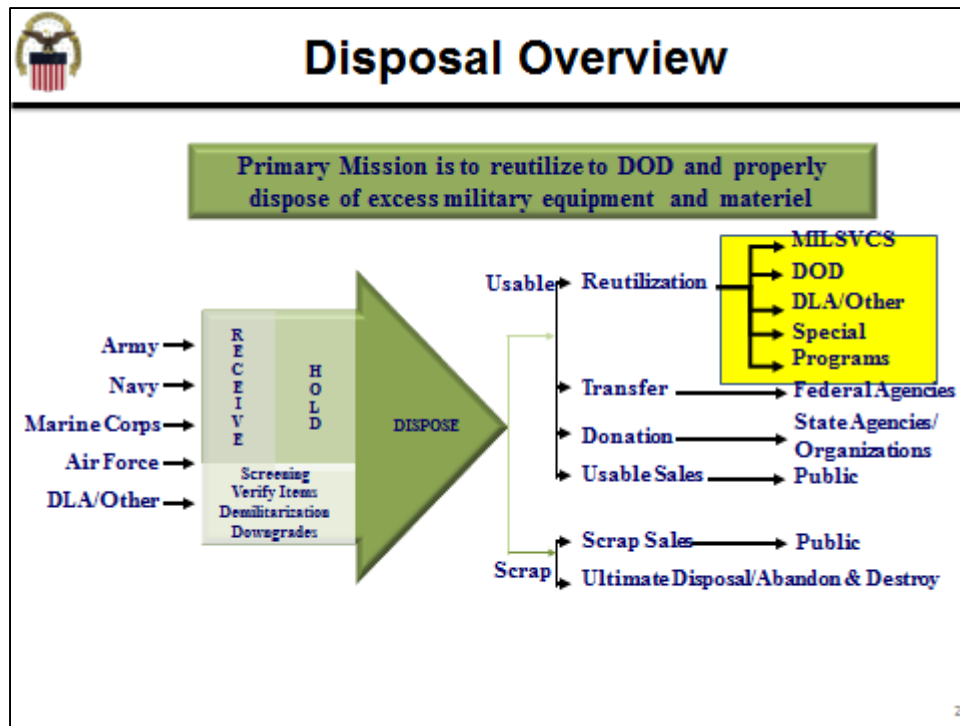 Disposal Overview
Primary Mission is to reutilize to DOD and properly
dispose of excess military equipment and materiel
Army
Navy
Marine Corps
Air Force
DLA/Other
RECEIVE
HOLD
Screening
Verify Items
Demilitarization
Downgrades
DISPOSE
Usable
Reutilization
MILSVCS
DOD
DLA/Other
Special
Programs
Transfer
Federal Agencies
Donation
State Agencies/
Organizations
Usable Sales
Public
Scrap
Scrap Sales
Public
Ultimate Disposal/Abandon & Destroy
2